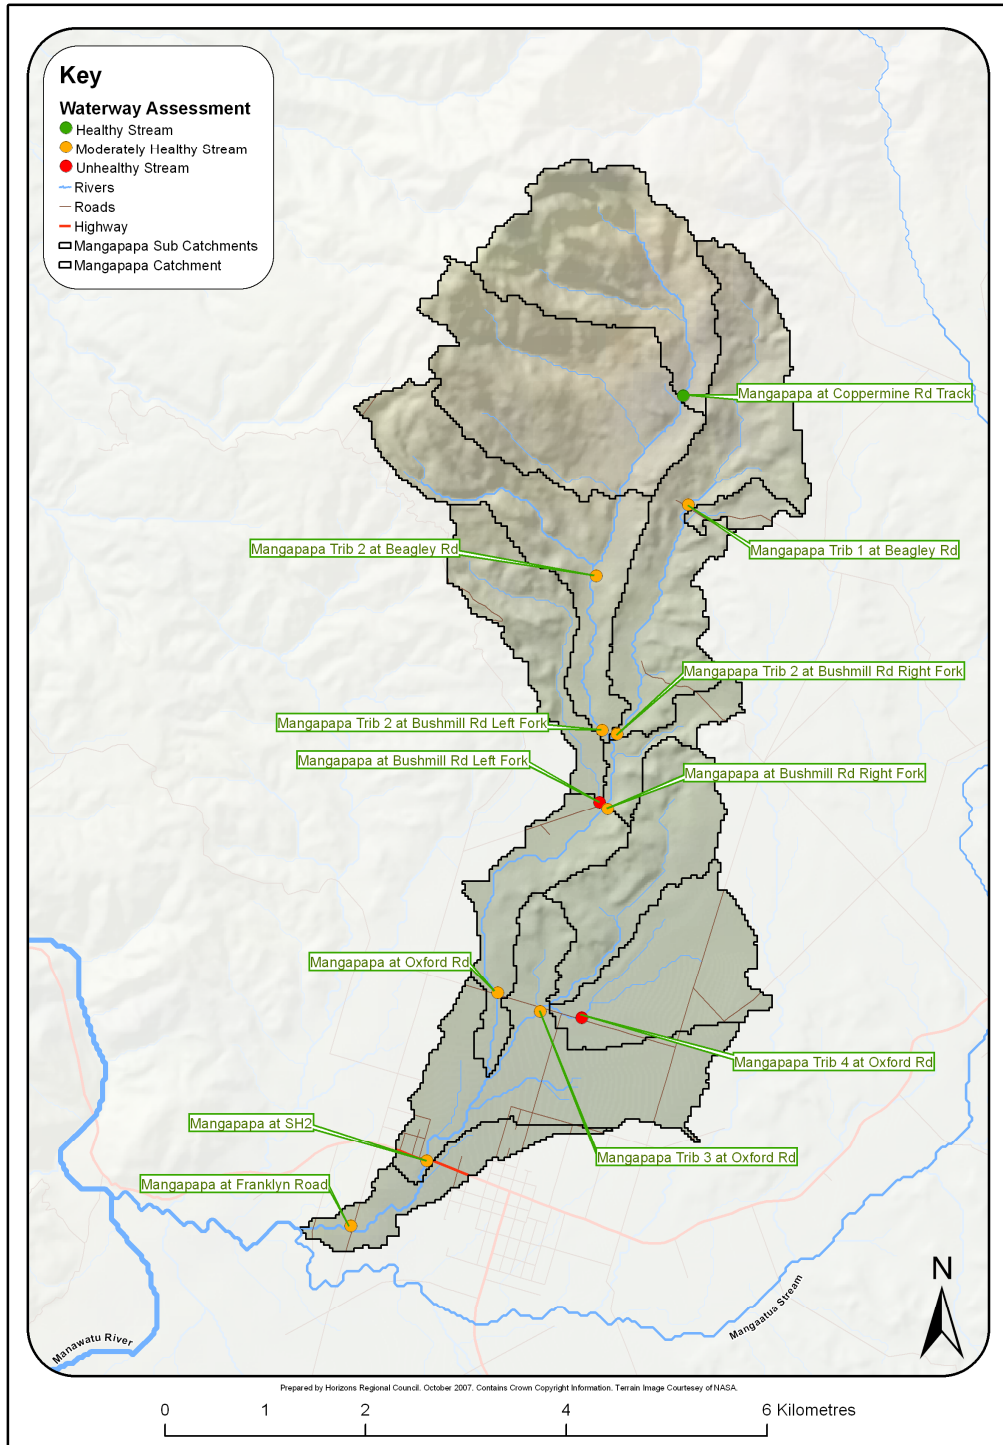 Key
Waterway Assessment
Healthy Stream
Moderately Healthy Stream
Unhealthy Stream
Rivers
Roads
Highway
Mangapapa Sub Catchments
Mangapapa Catchment
Mangapapa at Coppermine Rd Track
Mangapapa Trib 2 at Beagley Rd
Mangapapa Trib 1 at Beagley Rd
Mangapapa Trib 2 at Bushmill Rd Right Fork
Mangapapa Trib 2 at Bushmill Rd Left Fork
Mangapapa at Bushmill Rd Left Fork
Mangapapa at Bushmill Rd Right Fork
Mangapapa at Oxford Rd
Mangapapa Trib 4 at Oxford Rd
Mangapapa at SH2
Mangapapa Trib 3 at Oxford Rd
Mangapapa at Franklyn Road
N
Mangaatua Stream
Manawatu River
Prepared by Horizons Regional Council. October 2007. Contains Crown Copyright Information. Terrain Image Courtesey of NASA.
0 1 2 4 6 Kilometres